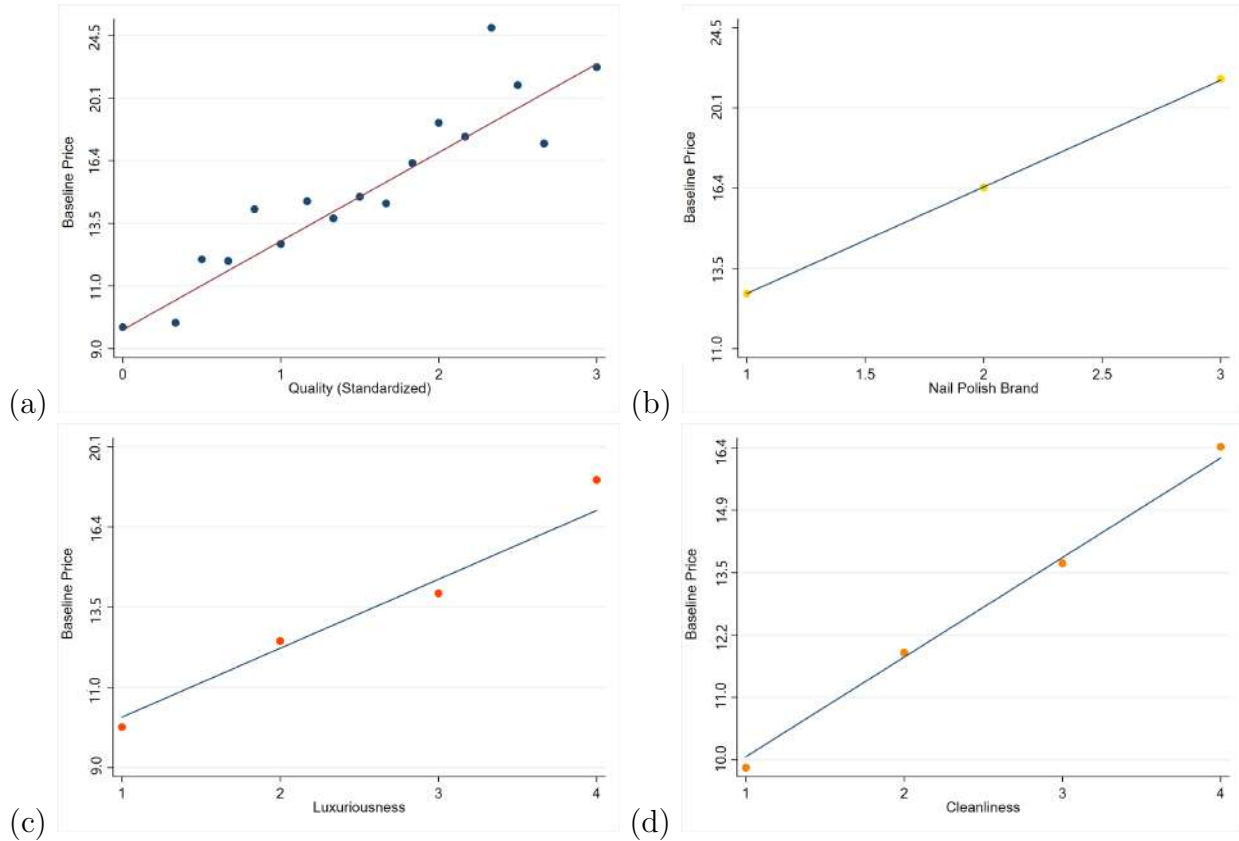 24.5
20.1
16.4
13.5
11.0
9.0
Baseline Price
0 1 2 3
Quality (Standardized)
(a)
24.5
20.1
16.4
13.5
11.0
Baseline Price
1 1.5 2 2.5 3
Nail Polish Brand
(b)
20.1
16.4
13.5
11.0
9.0
Baseline Price
1 2 3 4
Luxuriousness
(c)
16.4
14.9
13.5
12.2
11.0
10.0
Baseline Price
1 2 3 4
Cleanliness
(d)